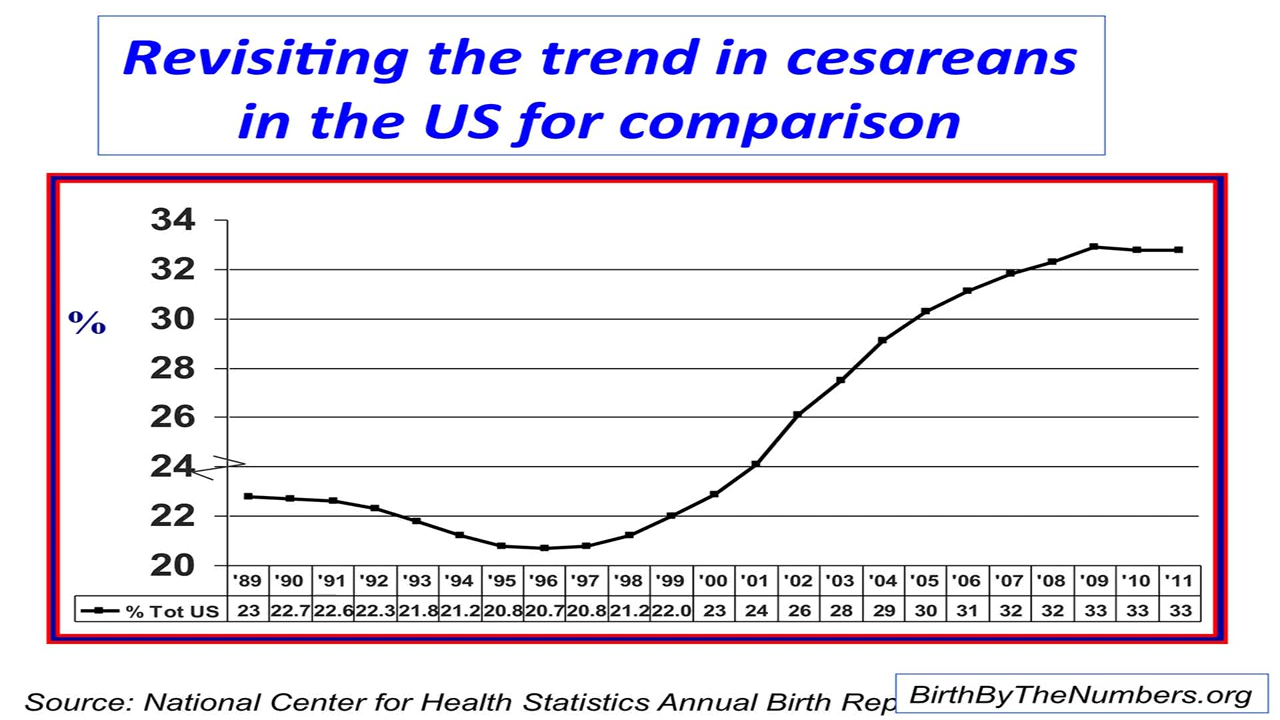 Revisiting the trend in cesareans
in the US for comparison
34
32
%
30
28
26
24
22
20
'89 '90 '91 '92 '93 '94 '95 '96 '97 '98 '99 '00 '01 '02 '03 '04 '05 '06 '07 '08 '09 '10 '11
% Tot US 23 22.7 22.6 22.3 21.8 21.2 20.8 20.7 20.8 21.2 22.0 23 24 26 28 29 30 31 32 32 33 33 33
Source: National Center for Health Statistics Annual Birth Rep
BirthByTheNumbers.org